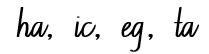 ha, ic, eg, ta